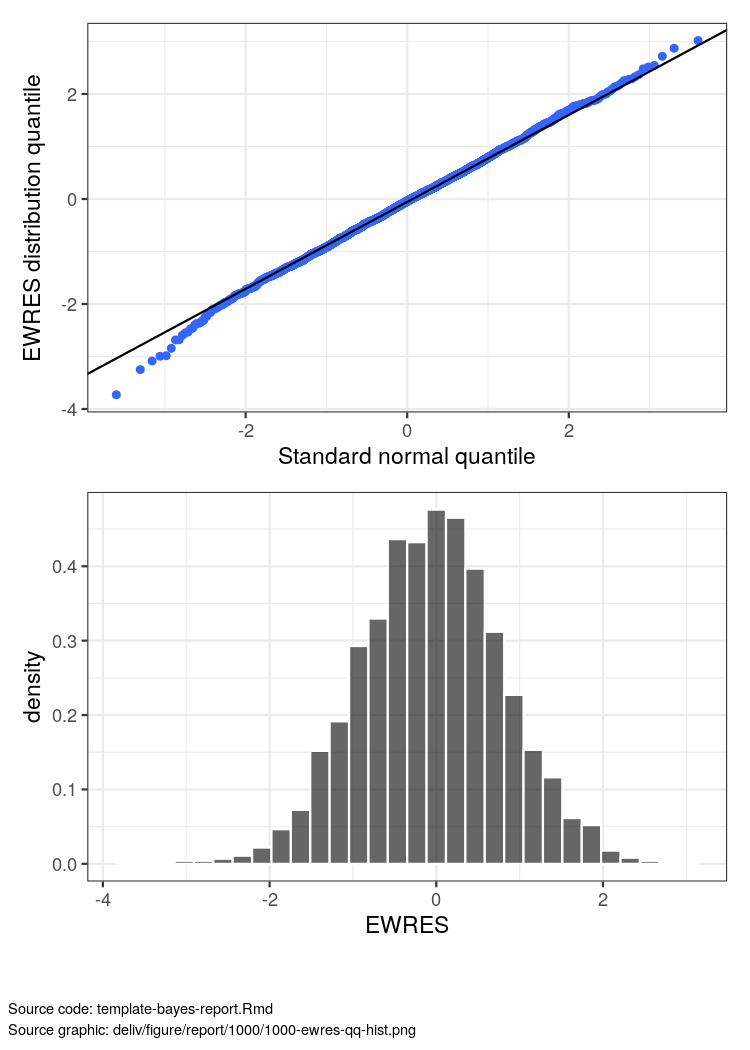 EWRES distribution quantile
2
0
-2
-4
-2
0
2
Standard normal quantile
density
0.4
0.3
0.2
0.1
0.0
-4
-2
0
2
EWRES
Source code: template-bayes-report.Rmd
Source graphic: deliv/figure/report/1000/1000-ewres-qq-hist.png